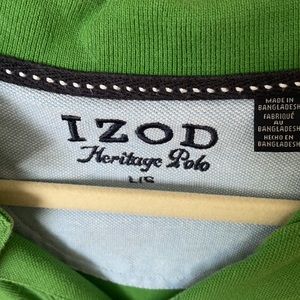 IZOD
Heritage Polo
L/G
MADE IN
BANGLADESH
FABRIQUÉ
AU
BANGLADESH
HECHO EN
BANGLADESH